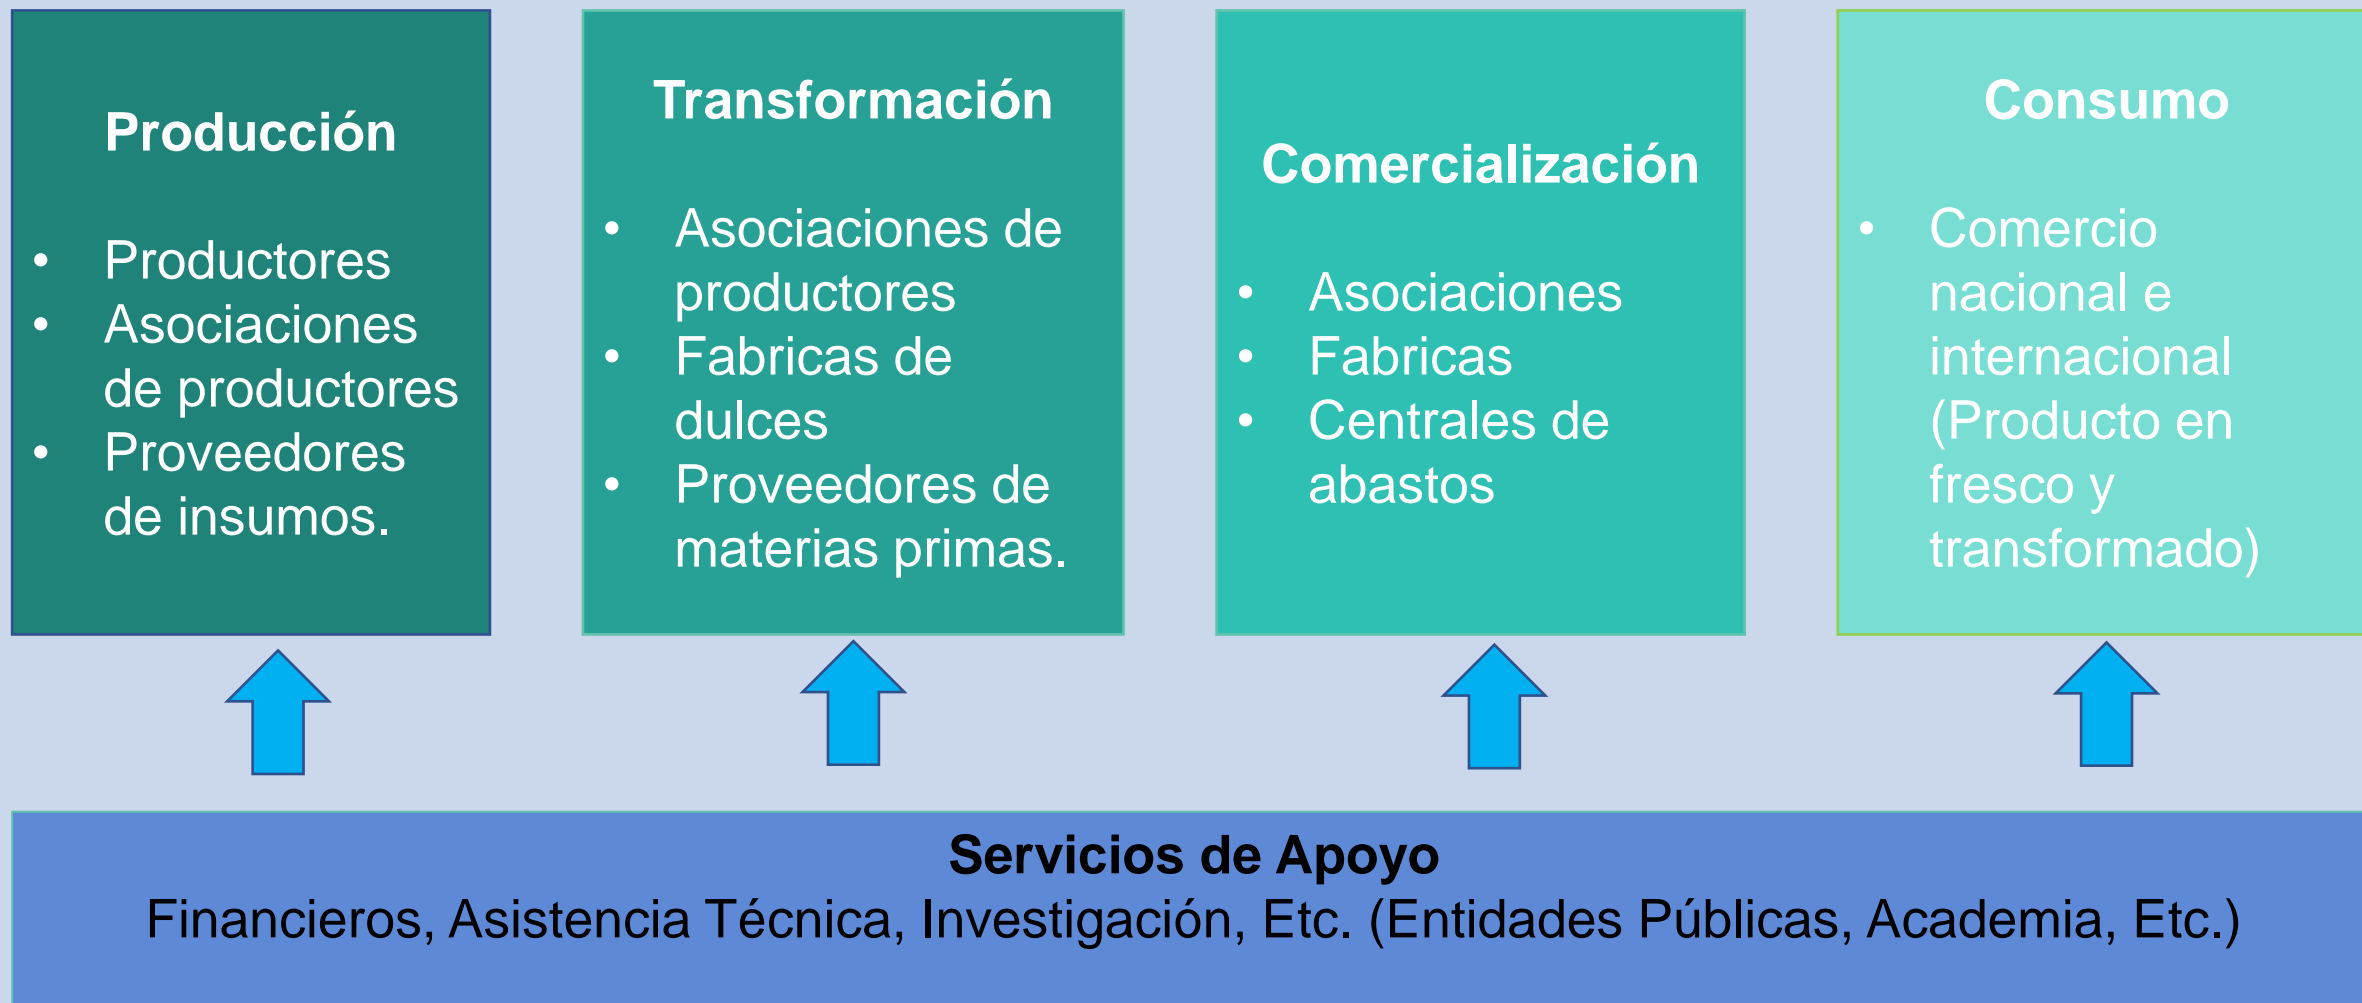 Producción
• Productores
• Asociaciones
de productores
• Proveedores
de insumos.
Transformación
• Asociaciones de
productores
• Fabricas de
dulces
• Proveedores de
materias primas.
Comercialización
• Asociaciones
• Fabricas
• Centrales de
abastos
Consumo
• Comercio
nacional e
internacional
(Producto en
fresco y
transformado)
Servicios de Apoyo
Financieros, Asistencia Técnica, Investigación, Etc. (Entidades Públicas, Academia, Etc.)